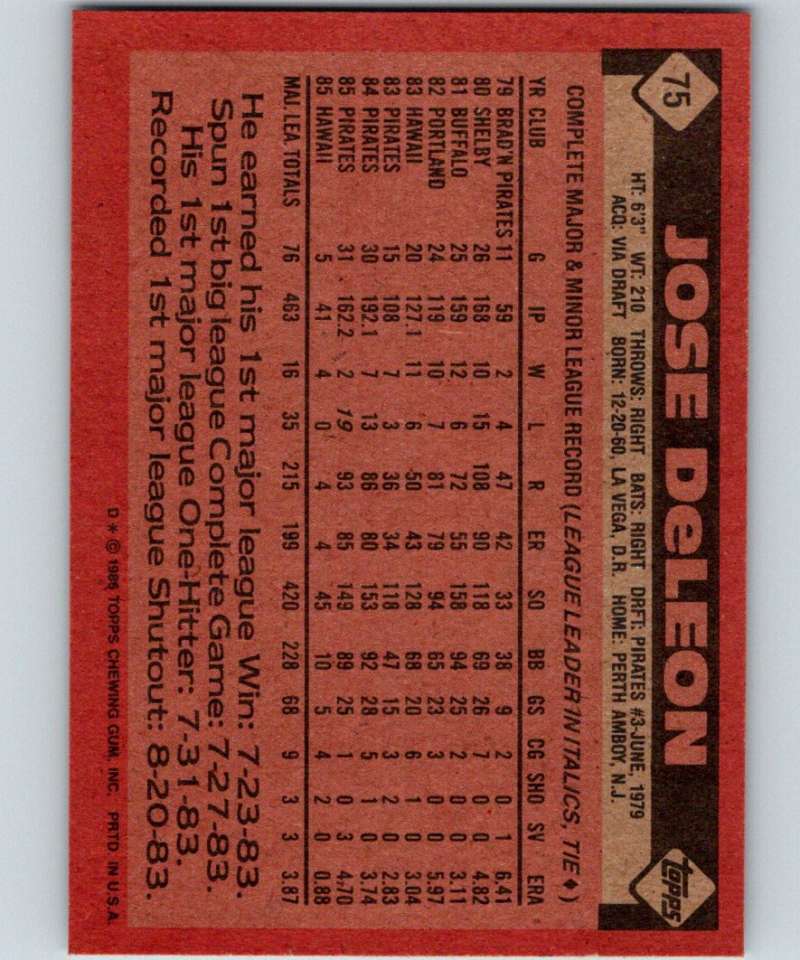 75
JOSE DeLEON
topps
HT: 6'3" WT: 210 THROWS: RIGHT BATS: RIGHT DRFT: PIRATES #3-JUNE, 1979
ACQ: VIA DRAFT BORN: 12-20-60, LA VEGA, D.R. HOME: PERTH AMBOY, N.J.
COMPLETE MAJOR & MINOR LEAGUE RECORD (LEAGUE LEADER IN ITALICS, TIE ♦)
YR CLUB G IP W L R ER SO BB GS CG SHO SV ERA
79 BRAD'N PIRATES 11 59 2 4 47 42 33 38 9 2 0 1 6.41
80 SHELBY 26 168 10 15 108 90 118 69 26 7 0 0 4.82
81 BUFFALO 25 159 12 6 72 55 158 94 25 2 0 0 3.11
82 PORTLAND 24 119 10 7 81 79 94 65 23 3 0 0 5.97
83 HAWAII 20 127.1 11 6 50 43 128 68 20 6 1 0 3.04
83 PIRATES 15 108 7 3 36 34 118 47 15 3 2 0 2.83
84 PIRATES 30 192.1 7 13 86 80 153 92 28 5 1 0 3.74
85 PIRATES 31 162.2 2 19 93 85 149 89 25 1 0 3 4.70
85 HAWAII 5 41 4 0 4 4 45 10 5 4 2 0 0.88
MAJ. LEA TOTALS 76 463 16 35 215 199 420 228 68 9 3 3 3.87
He earned his 1st major league Win: 7-23-83.
Spun 1st big league Complete Game: 7-27-83.
His 1st major league One-Hitter: 7-31-83.
Recorded 1st major league Shutout: 8-20-83.
D * © 1986 TOPPS CHEWING GUM, INC. PRTD. IN U.S.A.